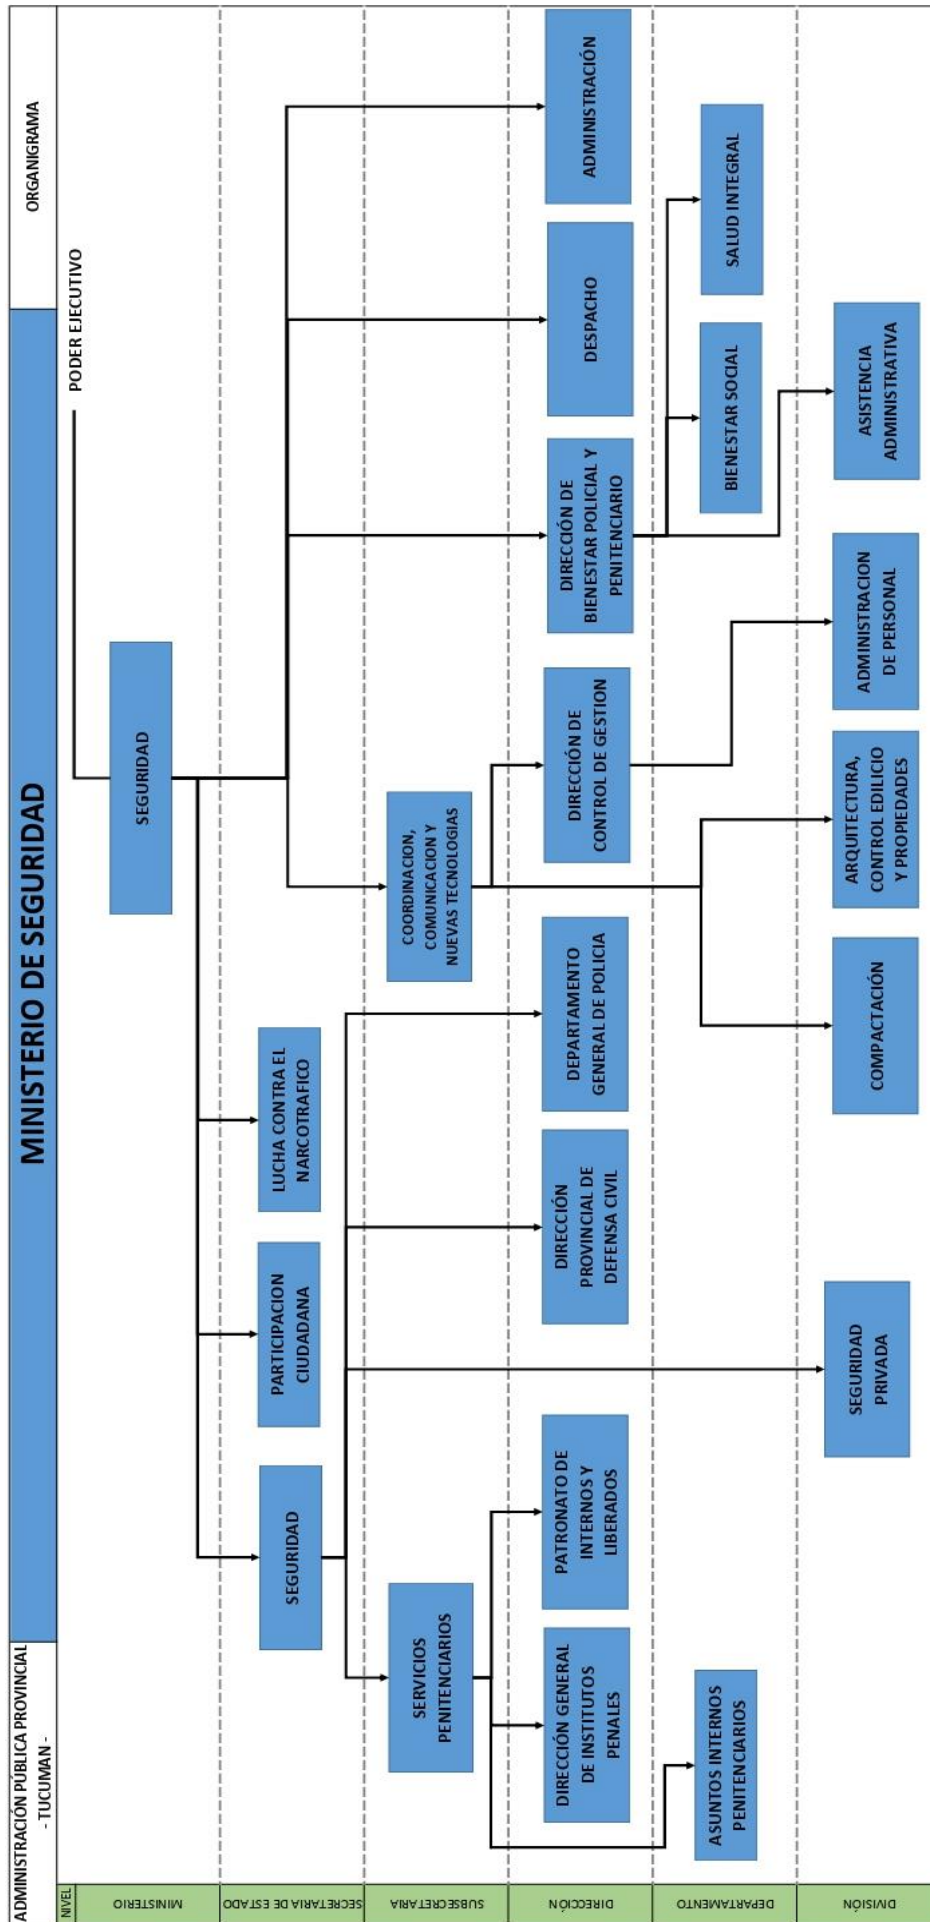 ADMINISTRACIÓN PÚBLICA PROVINCIAL
- TUCUMAN -
MINISTERIO DE SEGURIDAD
ORGANIGRAMA
NIVEL
PODER EJECUTIVO
MINISTERIO
SEGURIDAD
SECRETARIA DE ESTADO
SEGURIDAD
PARTICIPACION
CIUDADANA
LUCHA CONTRA EL
NARCOTRAFICO
SUBSECRETARIA
SERVICIOS
PENITENCIARIOS
COORDINACION,
COMUNICACION Y
NUEVAS TECNOLOGIAS
DIRECCIÓN
DIRECCIÓN GENERAL
DE INSTITUTOS
PENALES
PATRONATO DE
INTERNOS Y
LIBERADOS
DIRECCIÓN
PROVINCIAL DE
DEFENSA CIVIL
DEPARTAMENTO
GENERAL DE POLICIA
DIRECCIÓN DE
CONTROL DE GESTION
DIRECCIÓN DE
BIENESTAR POLICIAL Y
PENITENCIARIO
DESPACHO
ADMINISTRACIÓN
DEPARTAMENTO
ASUNTOS INTERNOS
PENITENCIARIOS
BIENESTAR SOCIAL
SALUD INTEGRAL
DIVISIÓN
SEGURIDAD
PRIVADA
COMPACTACIÓN
ARQUITECTURA,
CONTROL EDILICIO
Y PROPIEDADES
ADMINISTRACION
DE PERSONAL
ASISTENCIA
ADMINISTRATIVA